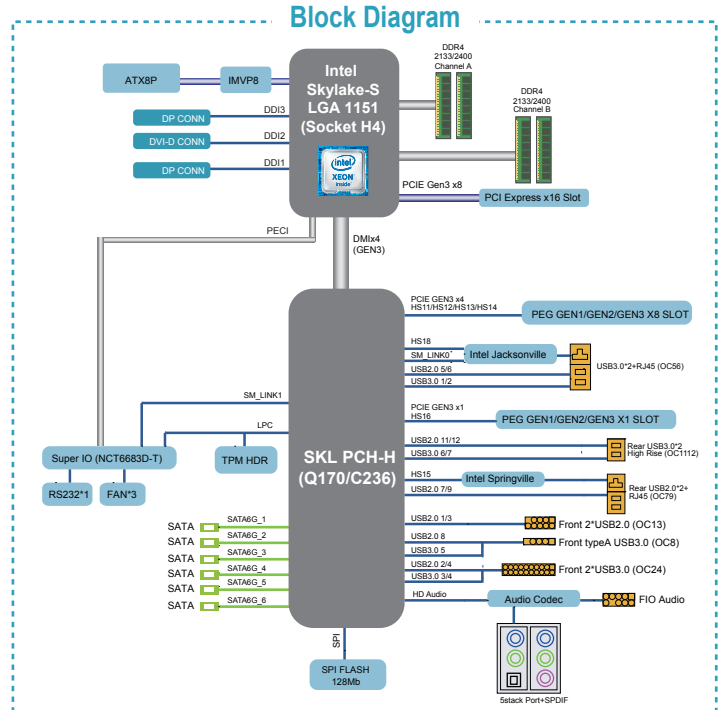 Block Diagram
ATX8P
IMVP8
Intel
Skylake-S
LGA 1151
(Socket H4)
intel
XEON
inside
DDR4
2133/2400
Channel A
DDR4
2133/2400
Channel B
DP CONN
DDI3
DVI-D CONN
DDI2
DP CONN
DDI1
PCIE Gen3 x8
PCI Express x16 Slot
PECI
DMIx4
(GEN3)
PCIE GEN3 x4
HS11/HS12/HS13/HS14
PEG GEN1/GEN2/GEN3 X8 SLOT
HS18
SM_LINK0
Intel Jacksonville
USB2.0 5/6
USB3.0 1/2
USB3.0*2+RJ45 (OC56)
SM_LINK1
PCIE GEN3 x1
HS16
PEG GEN1/GEN2/GEN3 X1 SLOT
LPC
Super IO (NCT6683D-T)
TPM HDR
RS232*1
FAN*3
SKL PCH-H
(Q170/C236)
USB2.0 11/12
USB3.0 6/7
Rear USB3.0*2
High Rise (OC1112)
HS15
Intel Springville
USB2.0 7/9
Rear USB2.0*2+
RJ45 (OC79)
SATA
SATA6G_1
SATA
SATA6G_2
SATA
SATA6G_3
SATA
SATA6G_4
SATA
SATA6G_5
SATA
SATA6G_6
USB2.0 1/3
Front 2*USB2.0 (OC13)
USB2.0 8
USB3.0 5
Front typeA USB3.0 (OC8)
USB2.0 2/4
USB3.0 3/4
Front 2*USB3.0 (OC24)
HD Audio
Audio Codec
FIO Audio
SPI
SPI FLASH
128Mb
5stack Port+SPDIF